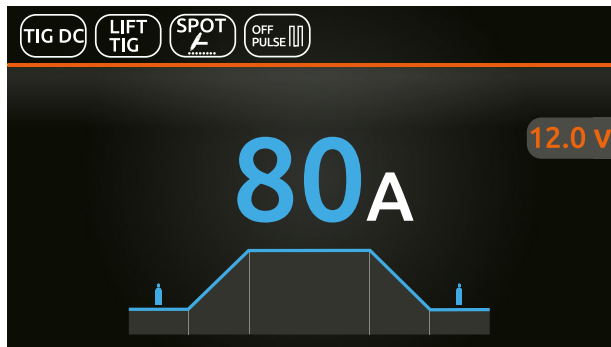 TIG DC
LIFT
TIG
SPOT
OFF
PULSE
12.0 V
80A